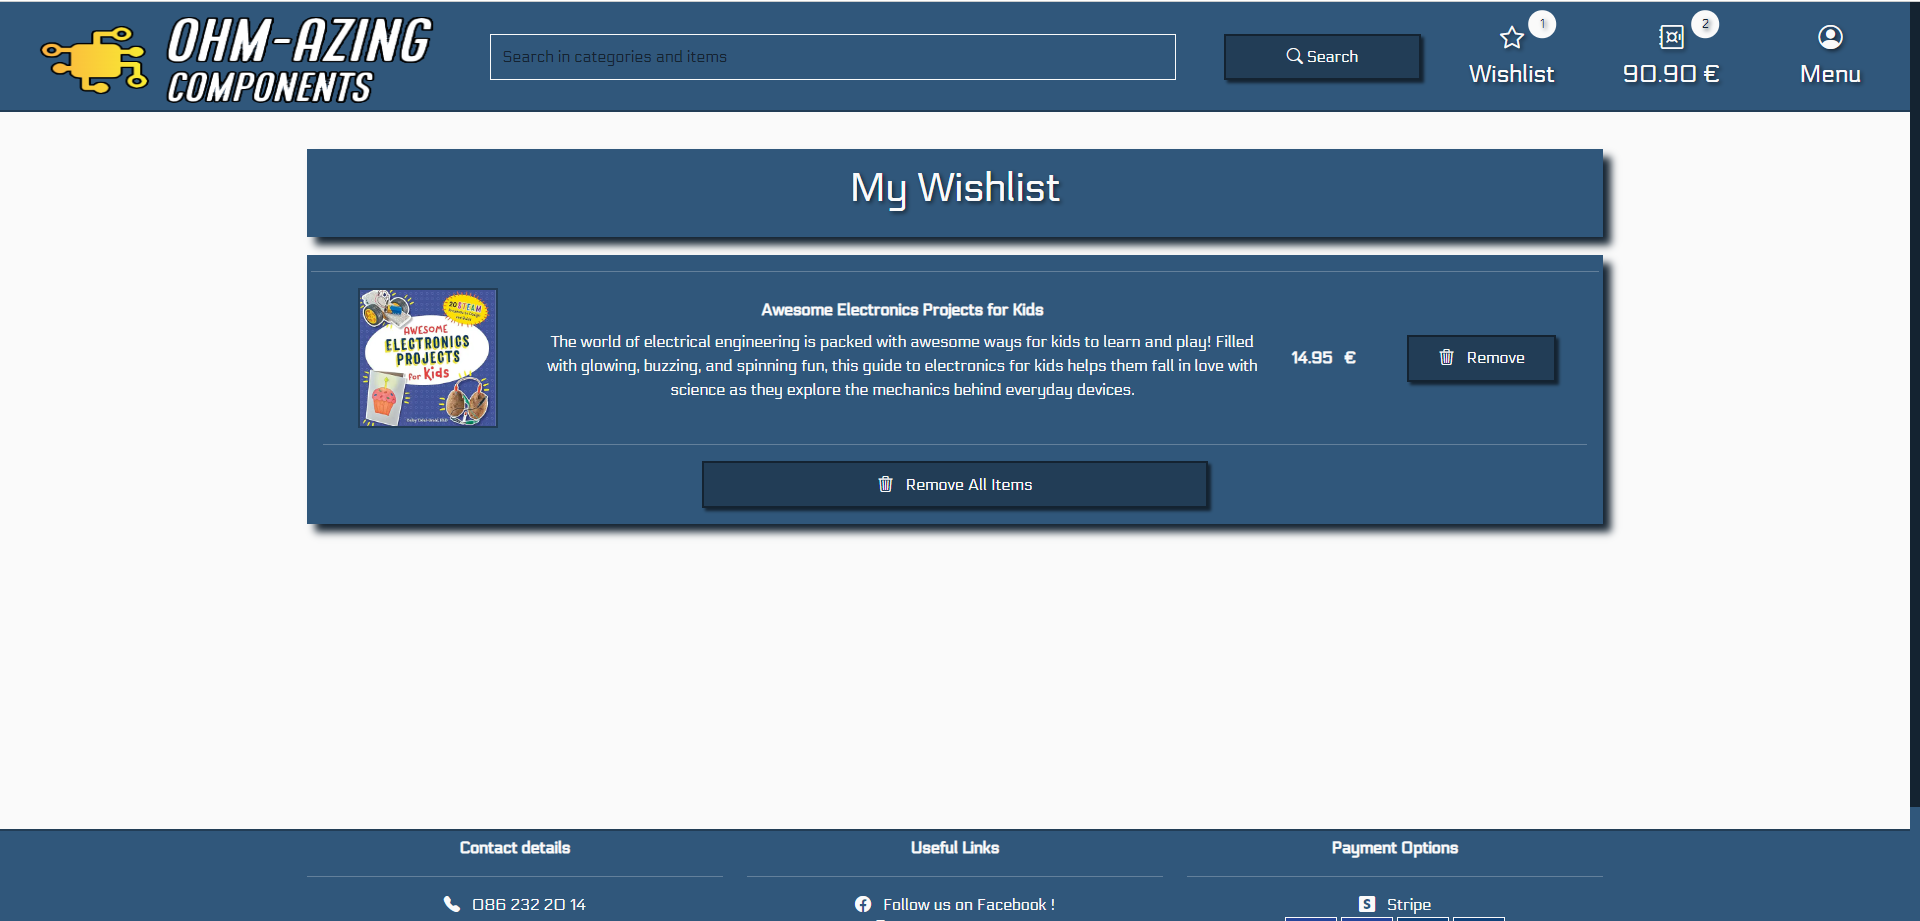 OHM-AZING
COMPONENTS
Search in categories and items
Search
1
Wishlist
2
90.90 €
Menu
My Wishlist
20 STEAM
AWESOME
ELECTRONICS
PROJECTS
for Kids
Awesome Electronics Projects for Kids
The world of electrical engineering is packed with awesome ways for kids to learn and play! Filled
with glowing, buzzing, and spinning fun, this guide to electronics for kids helps them fall in love with
science as they explore the mechanics behind everyday devices.
14.95 €
Remove
Remove All Items
Contact details
Useful Links
Payment Options
086 232 20 14
Follow us on Facebook !
S Stripe